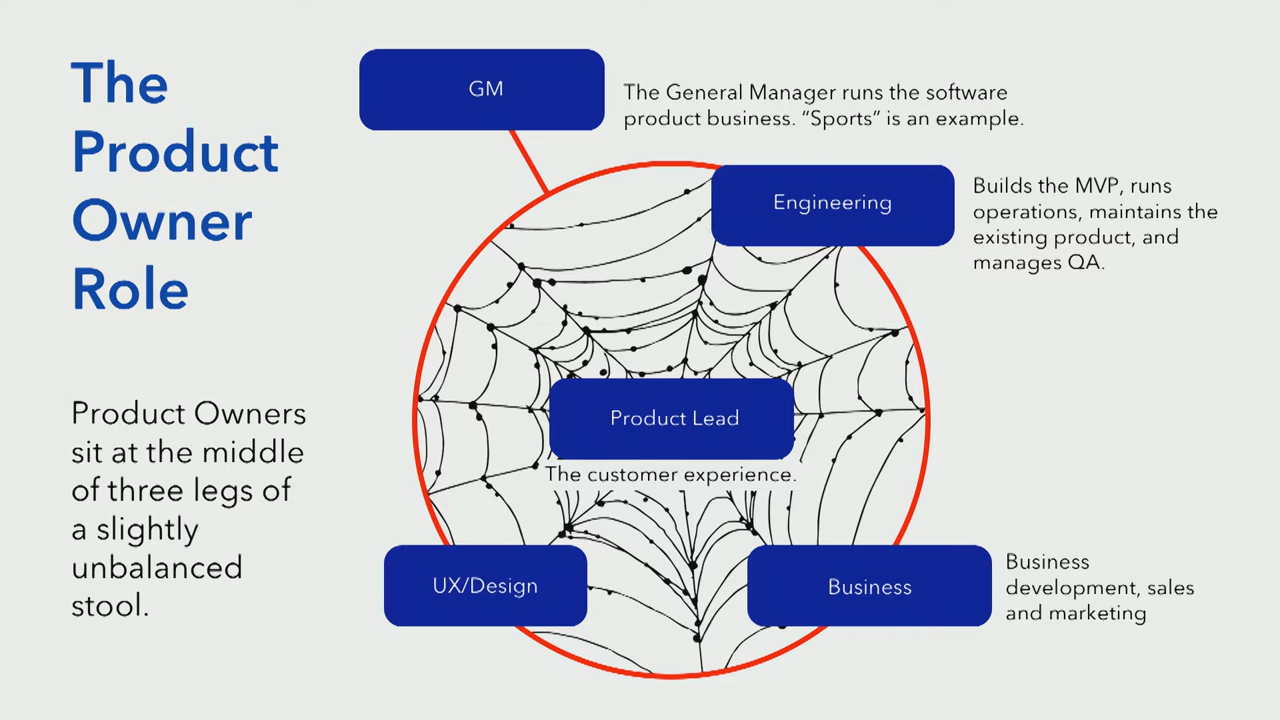 The
Product
Owner
Role
Product Owners
sit at the middle
of three legs of
a slightly
unbalanced
stool.
GM
The General Manager runs the software
product business. “Sports” is an example.
Engineering
Builds the MVP, runs
operations, maintains the
existing product, and
manages QA.
Product Lead
The customer experience.
UX/Design
Business
Business
development, sales
and marketing